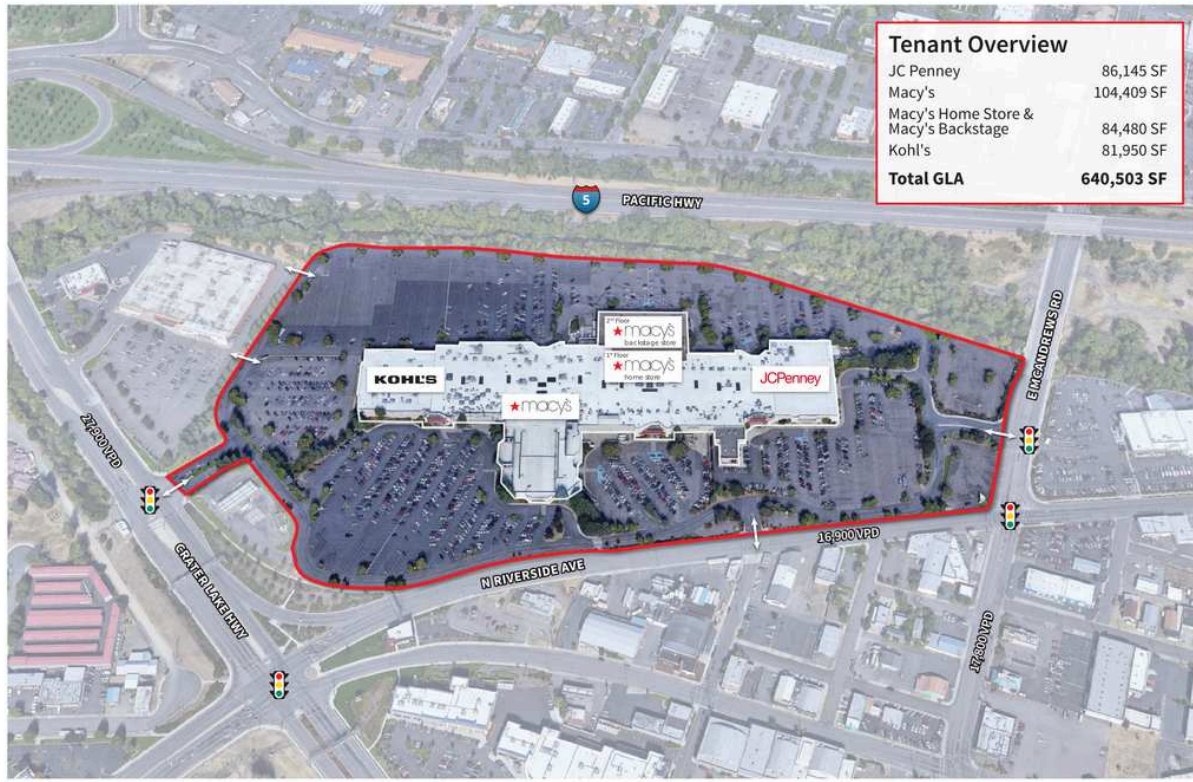 Tenant Overview
JC Penney 86,145 SF
Macy's 104,409 SF
Macy's Home Store &
Macy's Backstage 84,480 SF
Kohl's 81,950 SF
Total GLA 640,503 SF
5
PACIFIC HWY
E MCANDREWS RD
2nd Floor
macy's
backstage store
1st Floor
macy's
home store
KOHL'S
JCPenney
macy's
27,900 VPD
CRATER LAKE HWY
N RIVERSIDE AVE
16,900 VPD
17,800 VPD